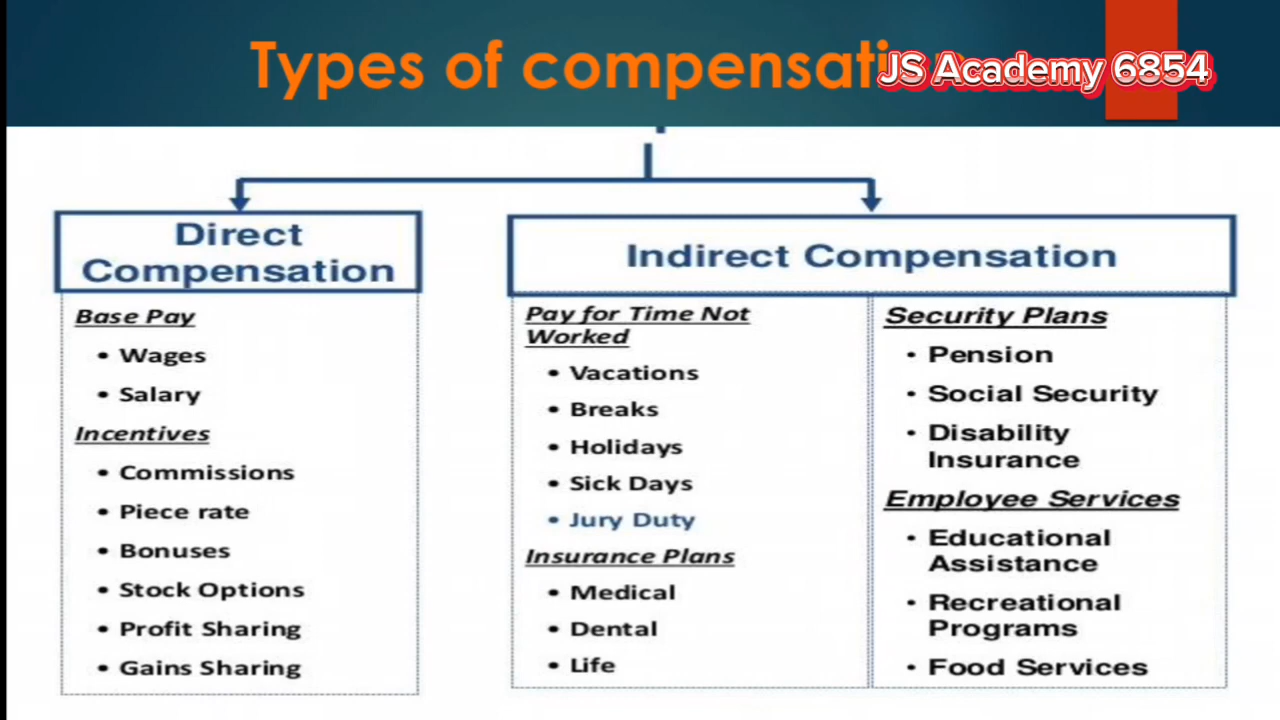 Types of compensati
JS Academy 6854
Direct
Compensation
Base Pay
• Wages
• Salary
Incentives
• Commissions
• Piece rate
• Bonuses
• Stock Options
• Profit Sharing
• Gains Sharing
Indirect Compensation
Pay for Time Not
Worked
• Vacations
• Breaks
• Holidays
• Sick Days
• Jury Duty
Insurance Plans
• Medical
• Dental
• Life
Security Plans
• Pension
• Social Security
• Disability
Insurance
Employee Services
• Educational
Assistance
• Recreational
Programs
• Food Services